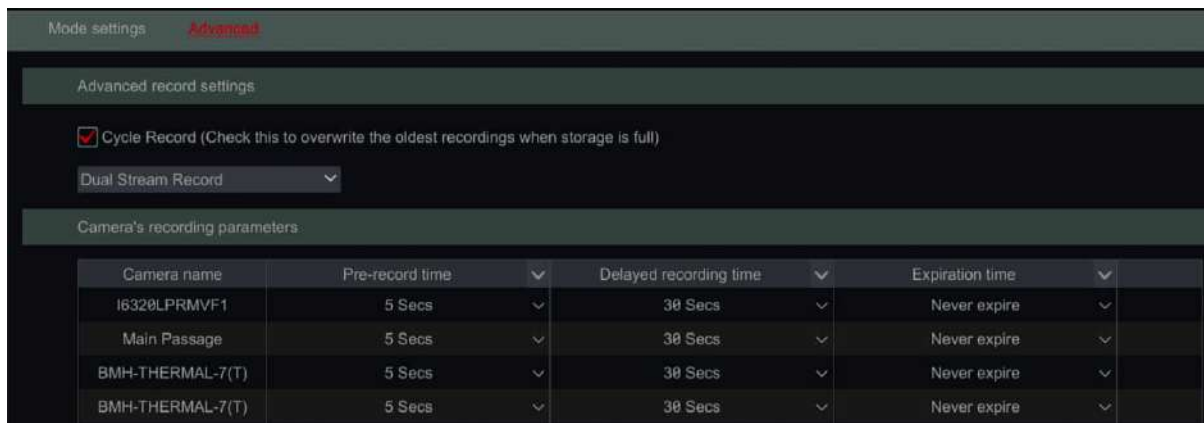 Mode settings Advanced
Advanced record settings
Cycle Record (Check this to overwrite the oldest recordings when storage is full)
Dual Stream Record
Camera's recording parameters
Camera name Pre-record time Delayed recording time Expiration time
I6320LPRMVF1 5 Secs 30 Secs Never expire
Main Passage 5 Secs 30 Secs Never expire
BMH-THERMAL-7(T) 5 Secs 30 Secs Never expire
BMH-THERMAL-7(T) 5 Secs 30 Secs Never expire